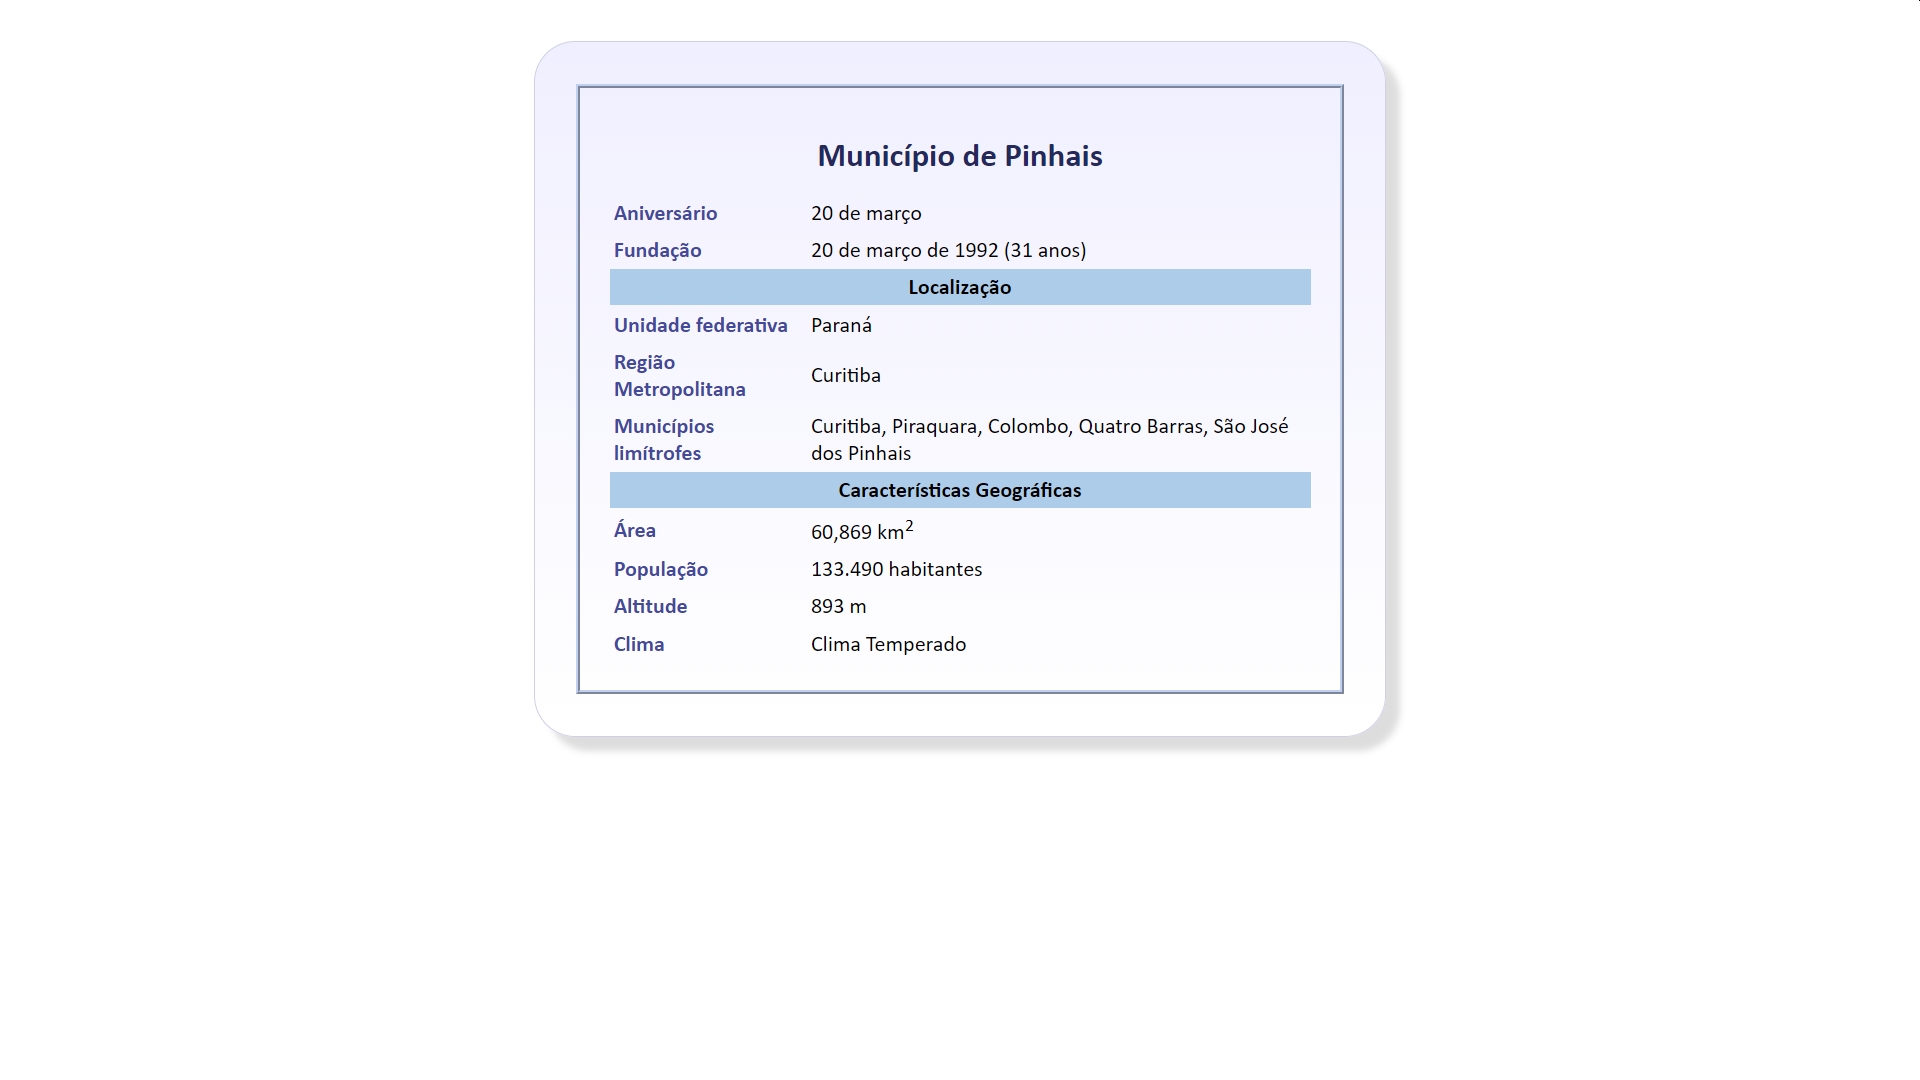 Município de Pinhais
Aniversário 20 de março
Fundação 20 de março de 1992 (31 anos)
Localização
Unidade federativa Paraná
Região
Metropolitana
Curitiba
Municípios
limítrofes
Curitiba, Piraquara, Colombo, Quatro Barras, São José
dos Pinhais
Características Geográficas
Área 60,869 km²
População 133.490 habitantes
Altitude 893 m
Clima Clima Temperado